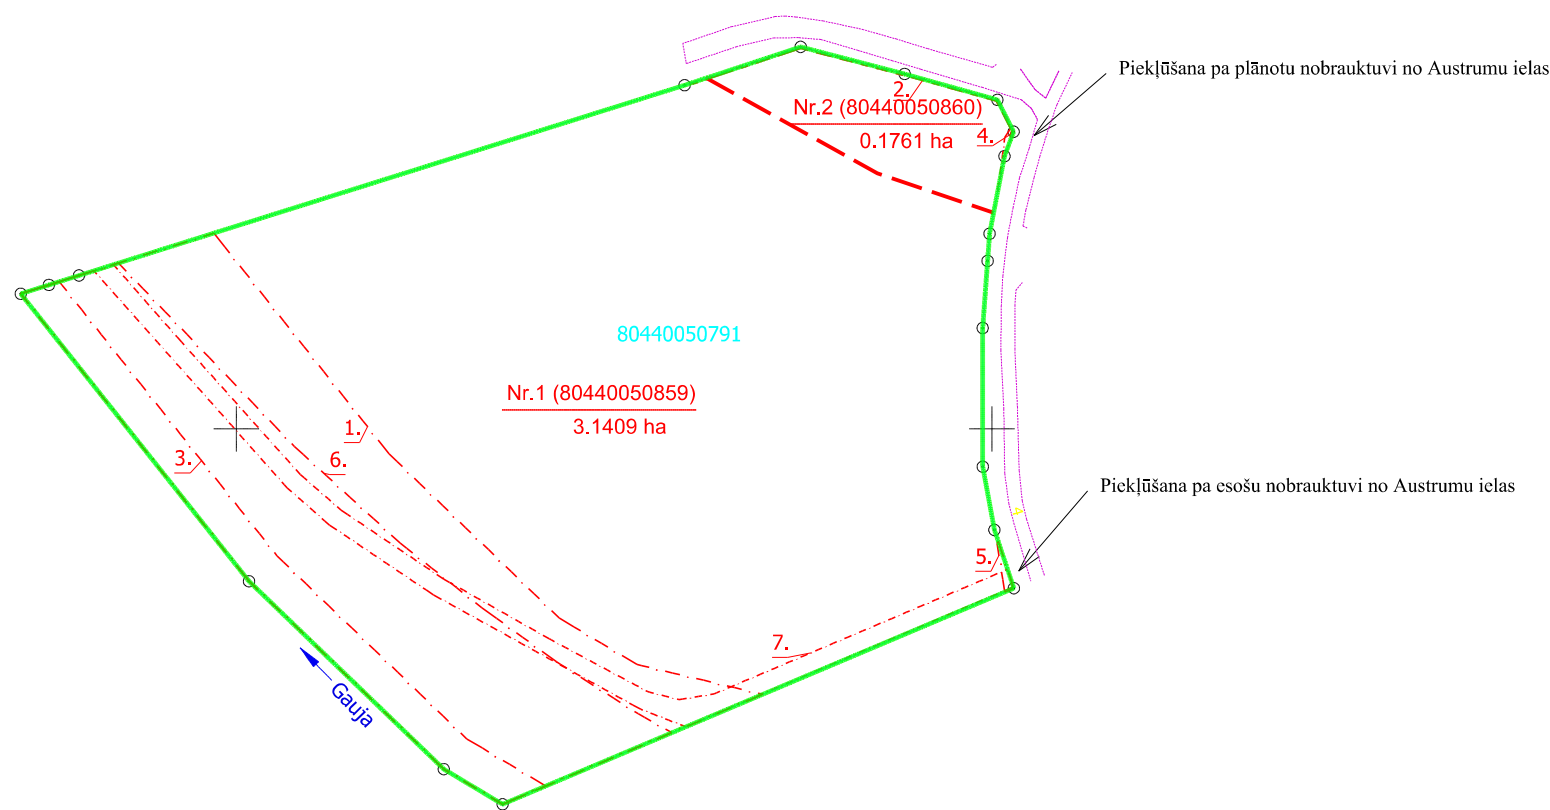 Piekļūšana pa plānotu nobrauktuvi no Austrumu ielas
2.
Nr.2 (80440050860)
0.1761 ha
4.
80440050791
Nr.1 (80440050859)
3.1409 ha
1.
3.
6.
Piekļūšana pa esošu nobrauktuvi no Austrumu ielas
5.
7.
Gauja